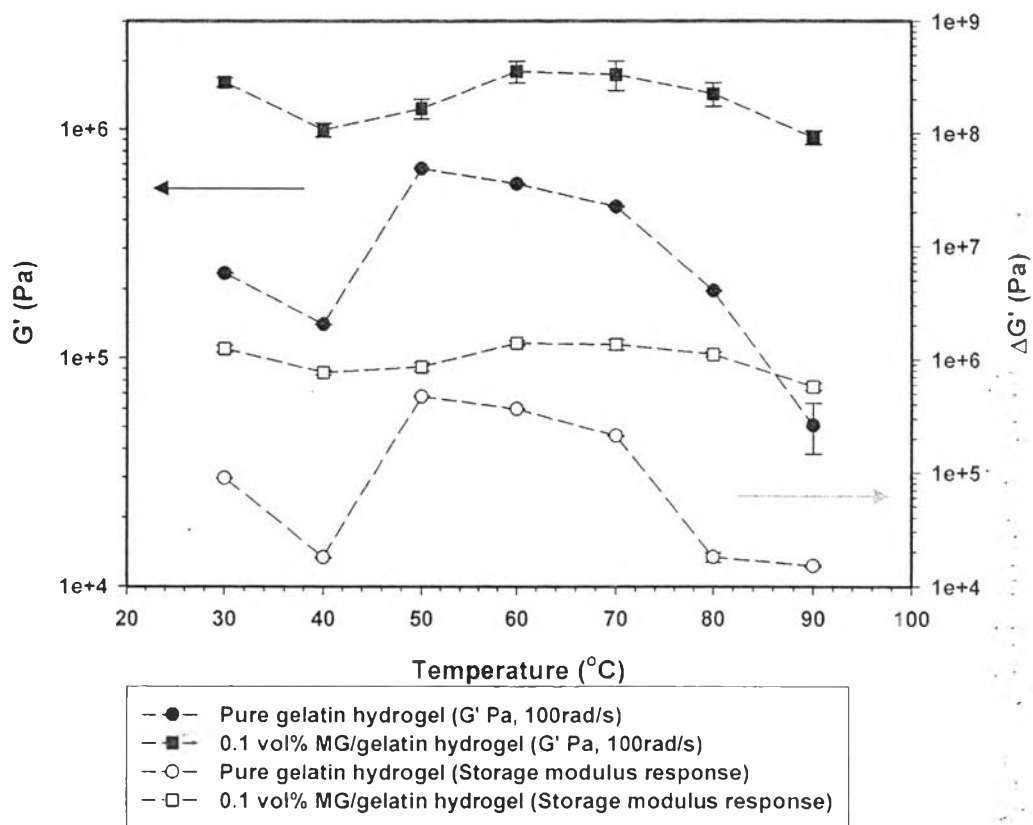 1e+9
1e+6
1e+8
1e+7
G' (Pa)
ΔG' (Pa)
1e+5
1e+6
1e+5
1e+4
1e+4
20 30 40 50 60 70 80 90 100
Temperature (°C)
Pure gelatin hydrogel (G' Pa, 100rad/s)
0.1 vol% MG/gelatin hydrogel (G' Pa, 100rad/s)
Pure gelatin hydrogel (Storage modulus response)
0.1 vol% MG/gelatin hydrogel (Storage modulus response)